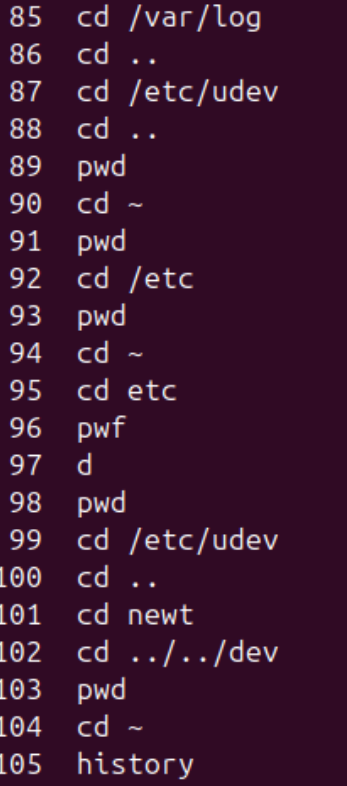 85 cd /var/log
86 cd ..
87 cd /etc/udev
88 cd ..
89 pwd
90 cd ~
91 pwd
92 cd /etc
93 pwd
94 cd ~
95 cd etc
96 pwf
97 d
98 pwd
99 cd /etc/udev
100 cd ..
101 cd newt
102 cd ../../dev
103 pwd
104 cd ~
105 history